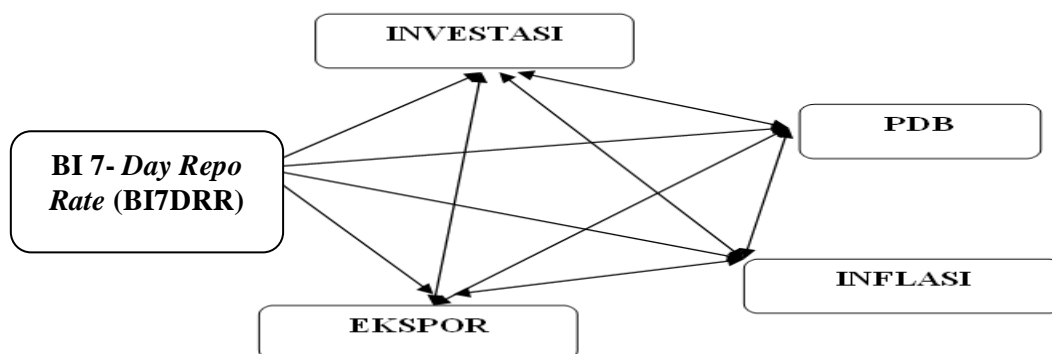 INVESTASI
PDB
BI 7- Day Repo
Rate (BI7DRR)
INFLASI
EKSPOR